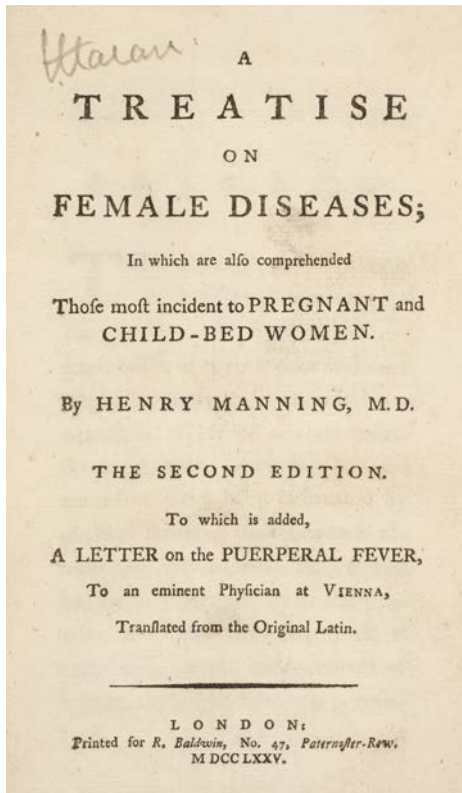 A
TREATISE
ON
FEMALE DISEASES;
In which are alſo comprehended
Thoſe moſt incident to PREGNANT and
CHILD-BED WOMEN.
By HENRY MANNING, M.D.
THE SECOND EDITION.
To which is added,
A LETTER on the PUERPERAL FEVER,
To an eminent Phyſician at VIENNA,
Tranſlated from the Original Latin.
LONDON:
Printed for R. Baldwin, No. 47, Paternoſter-Row.
M DCC LXXV.